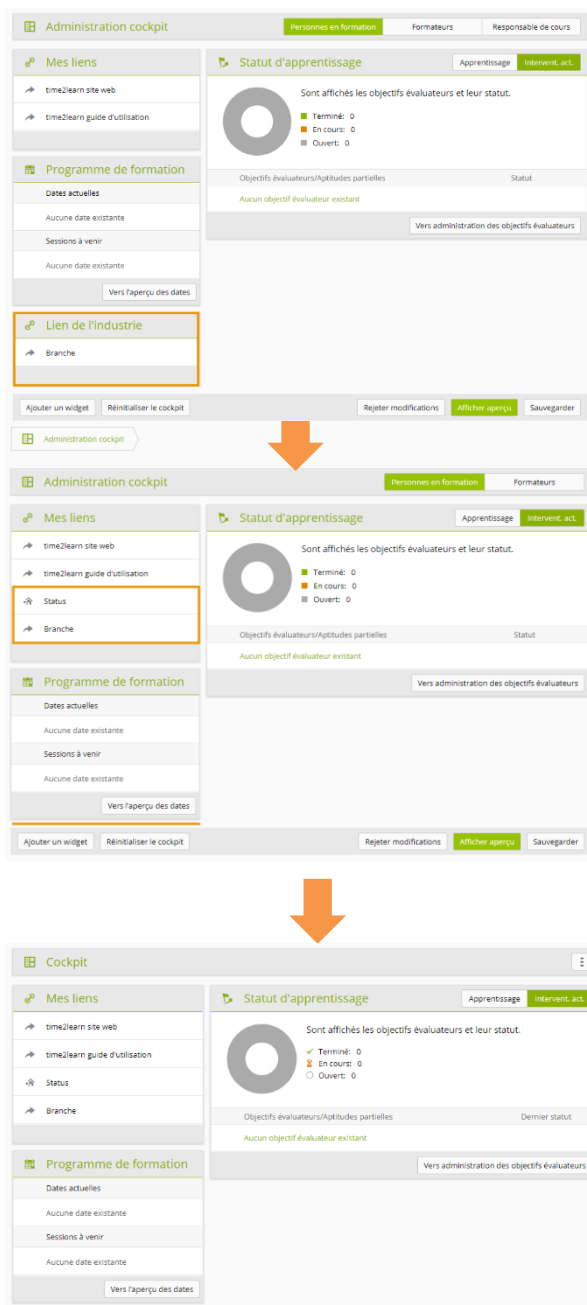 Administration cockpit
Personnes en formation Formateurs Responsable de cours
Mes liens
time2learn site web
time2learn guide d'utilisation
Statut d'apprentissage
Apprentissage Intervent. act.
Sont affichés les objectifs évaluateurs et leur statut.
Terminé: 0
En cours: 0
Ouvert: 0
Objectifs évaluateurs/Aptitudes partielles Statut
Aucun objectif évaluateur existant
Vers administration des objectifs évaluateurs
Programme de formation
Dates actuelles
Aucune date existante
Sessions à venir
Aucune date existante
Vers l'aperçu des dates
Lien de l'industrie
Branche
Ajouter un widget Réinitialiser le cockpit Rejeter modifications Afficher aperçu Sauvegarder
Administration cockpit
Administration cockpit
Personnes en formation Formateurs
Mes liens
time2learn site web
time2learn guide d'utilisation
Status
Branche
Statut d'apprentissage
Apprentissage Intervent. act.
Sont affichés les objectifs évaluateurs et leur statut.
Terminé: 0
En cours: 0
Ouvert: 0
Objectifs évaluateurs/Aptitudes partielles Statut
Aucun objectif évaluateur existant
Vers administration des objectifs évaluateurs
Programme de formation
Dates actuelles
Aucune date existante
Sessions à venir
Aucune date existante
Vers l'aperçu des dates
Ajouter un widget Réinitialiser le cockpit Rejeter modifications Afficher aperçu Sauvegarder
Cockpit
Mes liens
time2learn site web
time2learn guide d'utilisation
Status
Branche
Statut d'apprentissage
Apprentissage Intervent. act.
Sont affichés les objectifs évaluateurs et leur statut.
Terminé: 0
En cours: 0
Ouvert: 0
Objectifs évaluateurs/Aptitudes partielles Dernier statut
Aucun objectif évaluateur existant
Vers administration des objectifs évaluateurs
Programme de formation
Dates actuelles
Aucune date existante
Sessions à venir
Aucune date existante
Vers l'aperçu des dates